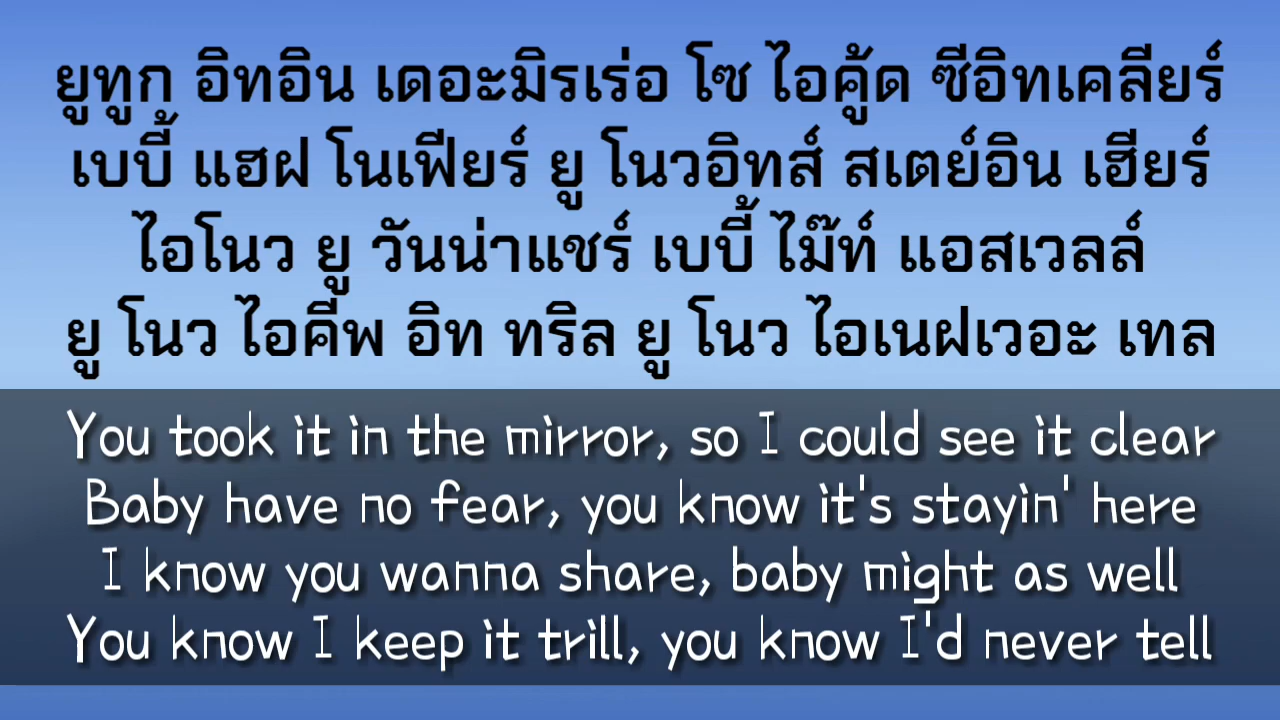 ยูทูก อิทอิน เดอะมิรเร่อ โซ ไอคู้ด ซีอิทเคลียร์
เบบี้ แฮฝ โนเฟียร์ ยู โนวอิทส์ สเตย์อิน เฮียร์
ไอโนว ยู วันน่าแชร์ เบบี้ ไม๊ท์ แอสเวลล์
ยู โนว ไอคีพ อิท ทริล ยู โนว ไอเนฝเวอะ เทล
You took it in the mirror, so I could see it clear
Baby have no fear, you know it's stayin' here
I know you wanna share, baby might as well
You know I keep it trill, you know I'd never tell